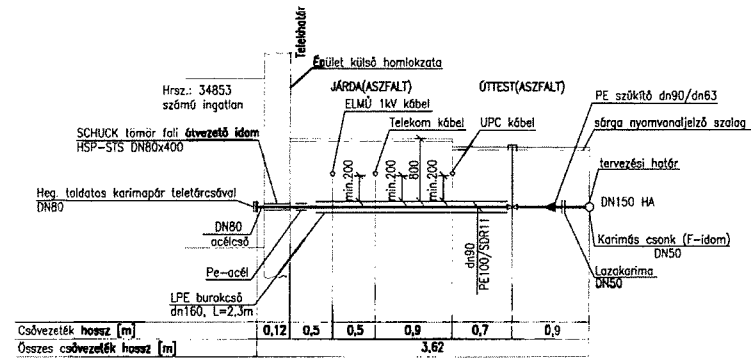 Telekhatár
Épület külső homlokzata
Hrsz.: 34853
számú ingatlan
JÁRDA(ASZFALT)
ÚTTEST(ASZFALT)
ELMŰ 1kV kábel
Telekom kábel
UPC kábel
PE szűkítő dn90/dn63
sárga nyomvonaljelző szalag
SCHUCK tömör fali átvezető idom
HSP-STS DN80x400
min.200
min.200
800
min.200
tervezési határ
Heg. toldatos karimapár teletárcsával
DN80
DN150 HA
DN80
acélcső
Karimás csonk (F-idom)
DN50
Pe-acél
dn90
PE100/SDR11
Lazakarima
DN50
LPE burokcső
dn160, L=2,3m
Csővezeték hossz [m] 0,12 0,5 0,5 0,9 0,7 0,9
Összes csővezeték hossz [m] 3,62